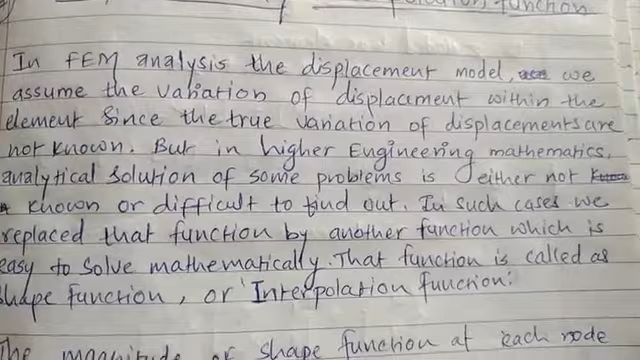 function
In FEM analysis the displacement model, we
assume the variation of displacement within the
element since the true variation of displacements are
not known. But in higher Engineering mathematics,
analytical solution of some problems is either not
known or difficult to find out. In such cases we
replaced that function by another function which is
easy to solve mathematically. That function is called as
shape function, or 'Interpolation function'.
The magnitude of shape function at each node